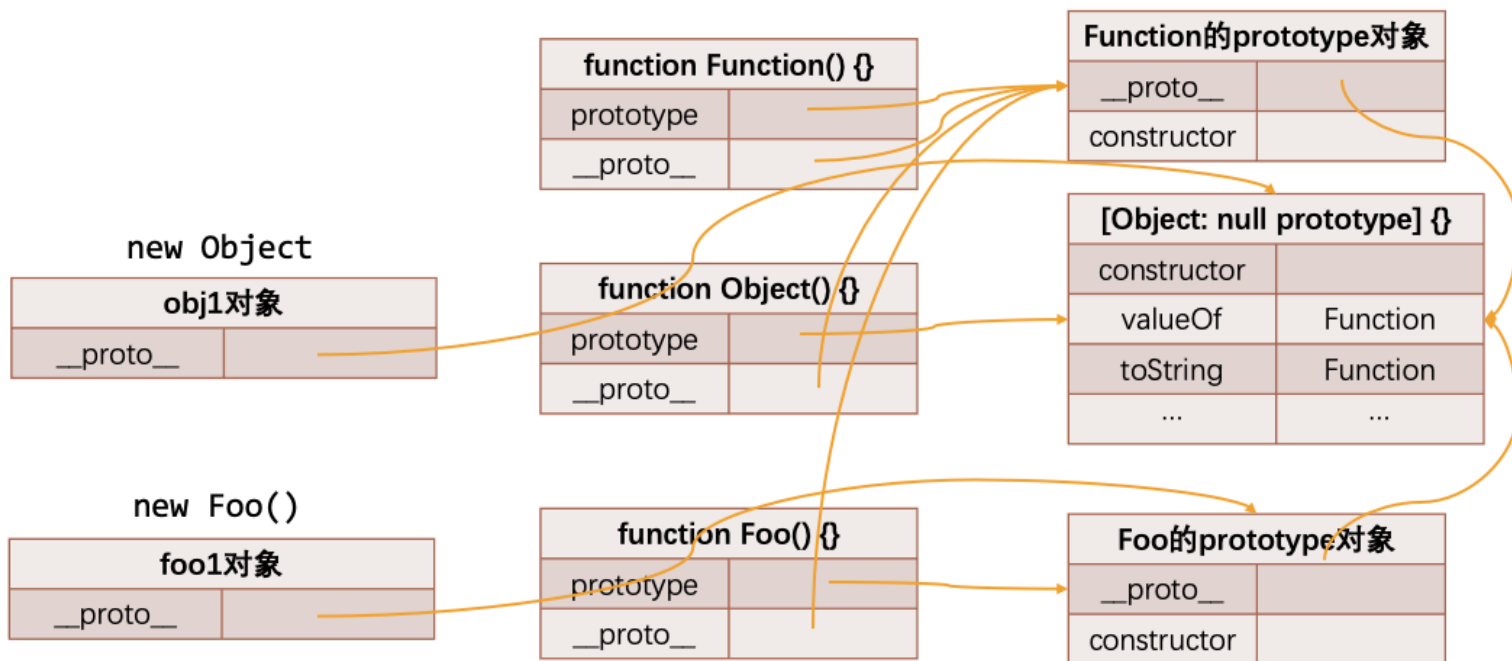 function Function() {}
prototype
__proto__
Function的prototype对象
__proto__
constructor
new Object
obj1对象
__proto__
function Object() {}
prototype
__proto__
[Object: null prototype] {}
constructor
valueOf Function
toString Function
... ...
new Foo()
foo1对象
__proto__
function Foo() {}
prototype
__proto__
Foo的prototype对象
__proto__
constructor